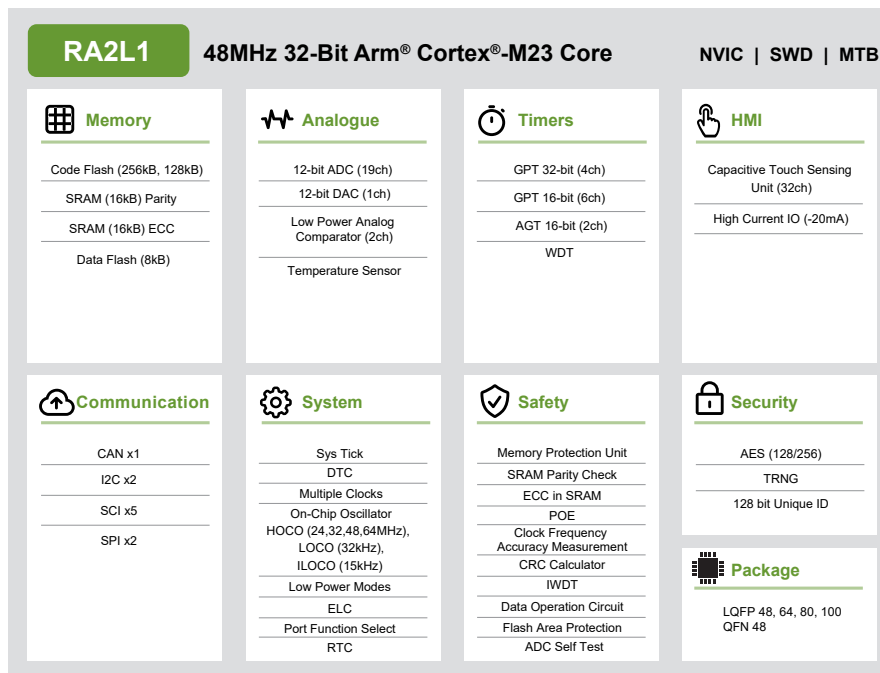 RA2L1 48MHz 32-Bit Arm® Cortex®-M23 Core NVIC | SWD | MTB
Memory
Code Flash (256kB, 128kB)
SRAM (16kB) Parity
SRAM (16kB) ECC
Data Flash (8kB)
Analogue
12-bit ADC (19ch)
12-bit DAC (1ch)
Low Power Analog
Comparator (2ch)
Temperature Sensor
Timers
GPT 32-bit (4ch)
GPT 16-bit (6ch)
AGT 16-bit (2ch)
WDT
HMI
Capacitive Touch Sensing
Unit (32ch)
High Current IO (-20mA)
Communication
CAN x1
I2C x2
SCI x5
SPI x2
System
Sys Tick
DTC
Multiple Clocks
On-Chip Oscillator
HOCO (24,32,48,64MHz),
LOCO (32kHz),
ILOCO (15kHz)
Low Power Modes
ELC
Port Function Select
RTC
Safety
Memory Protection Unit
SRAM Parity Check
ECC in SRAM
POE
Clock Frequency
Accuracy Measurement
CRC Calculator
IWDT
Data Operation Circuit
Flash Area Protection
ADC Self Test
Security
AES (128/256)
TRNG
128 bit Unique ID
Package
LQFP 48, 64, 80, 100
QFN 48